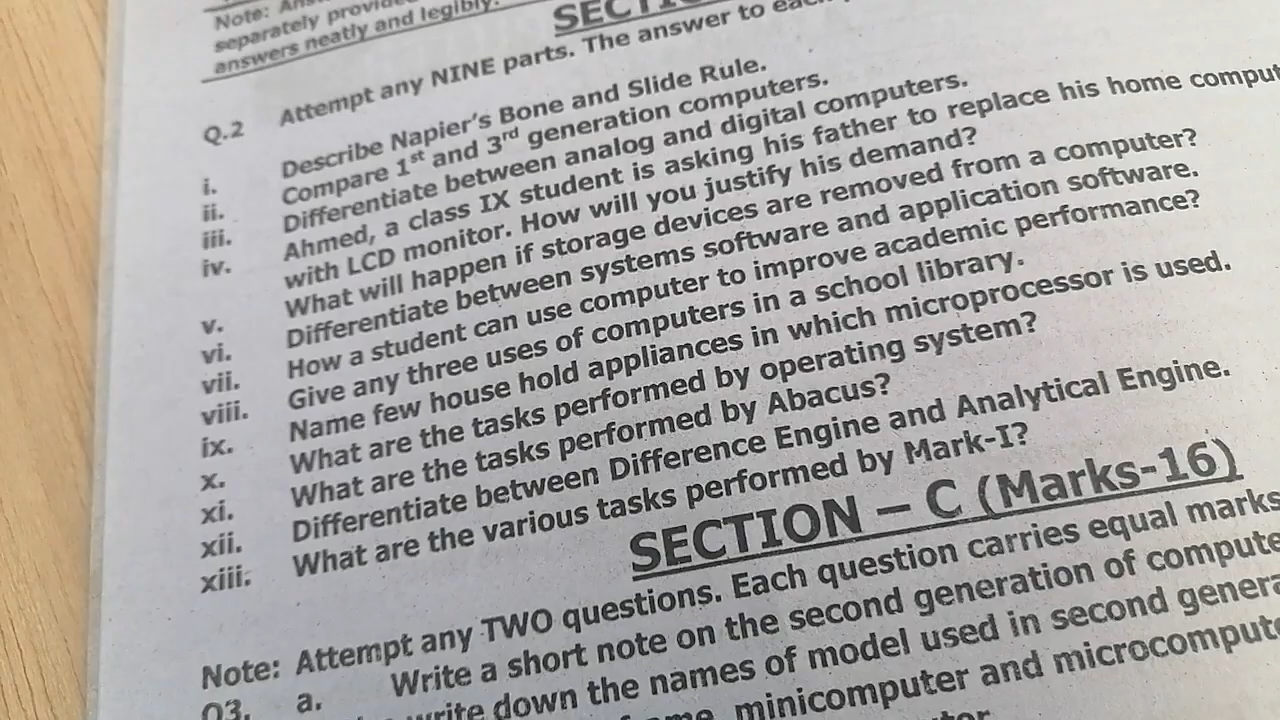 Note:
separately
answers neatly and legibly.
Q.2 Attempt any NINE parts. The answer to each
i. Describe Napier's Bone and Slide Rule.
ii. Compare 1st and 3rd generation computers.
iii. Differentiate between analog and digital computers.
iv. Ahmed, a class IX student is asking his father to replace his home
with LCD monitor. How will you justify his demand?
v. What will happen if storage devices are removed from a computer?
vi. Differentiate between systems software and application software.
vii. How a student can use computer to improve academic performance?
viii. Give any three uses of computers in a school library.
ix. Name few house hold appliances in which microprocessor is used.
x. What are the tasks performed by operating system?
xi. What are the tasks performed by Abacus?
xii. Differentiate between Difference Engine and Analytical Engine.
xiii. What are the various tasks performed by Mark-I?
SECTION – C (Marks-16)
Note: Attempt any TWO questions. Each question carries equal marks
Q3. a. Write a short note on the second generation of
write down the names of model used in second
minicomputer and